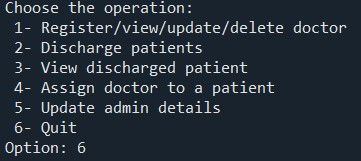 Choose the operation:
1- Register/view/update/delete doctor
2- Discharge patients
3- View discharged patient
4- Assign doctor to a patient
5- Update admin details
6- Quit
Option: 6